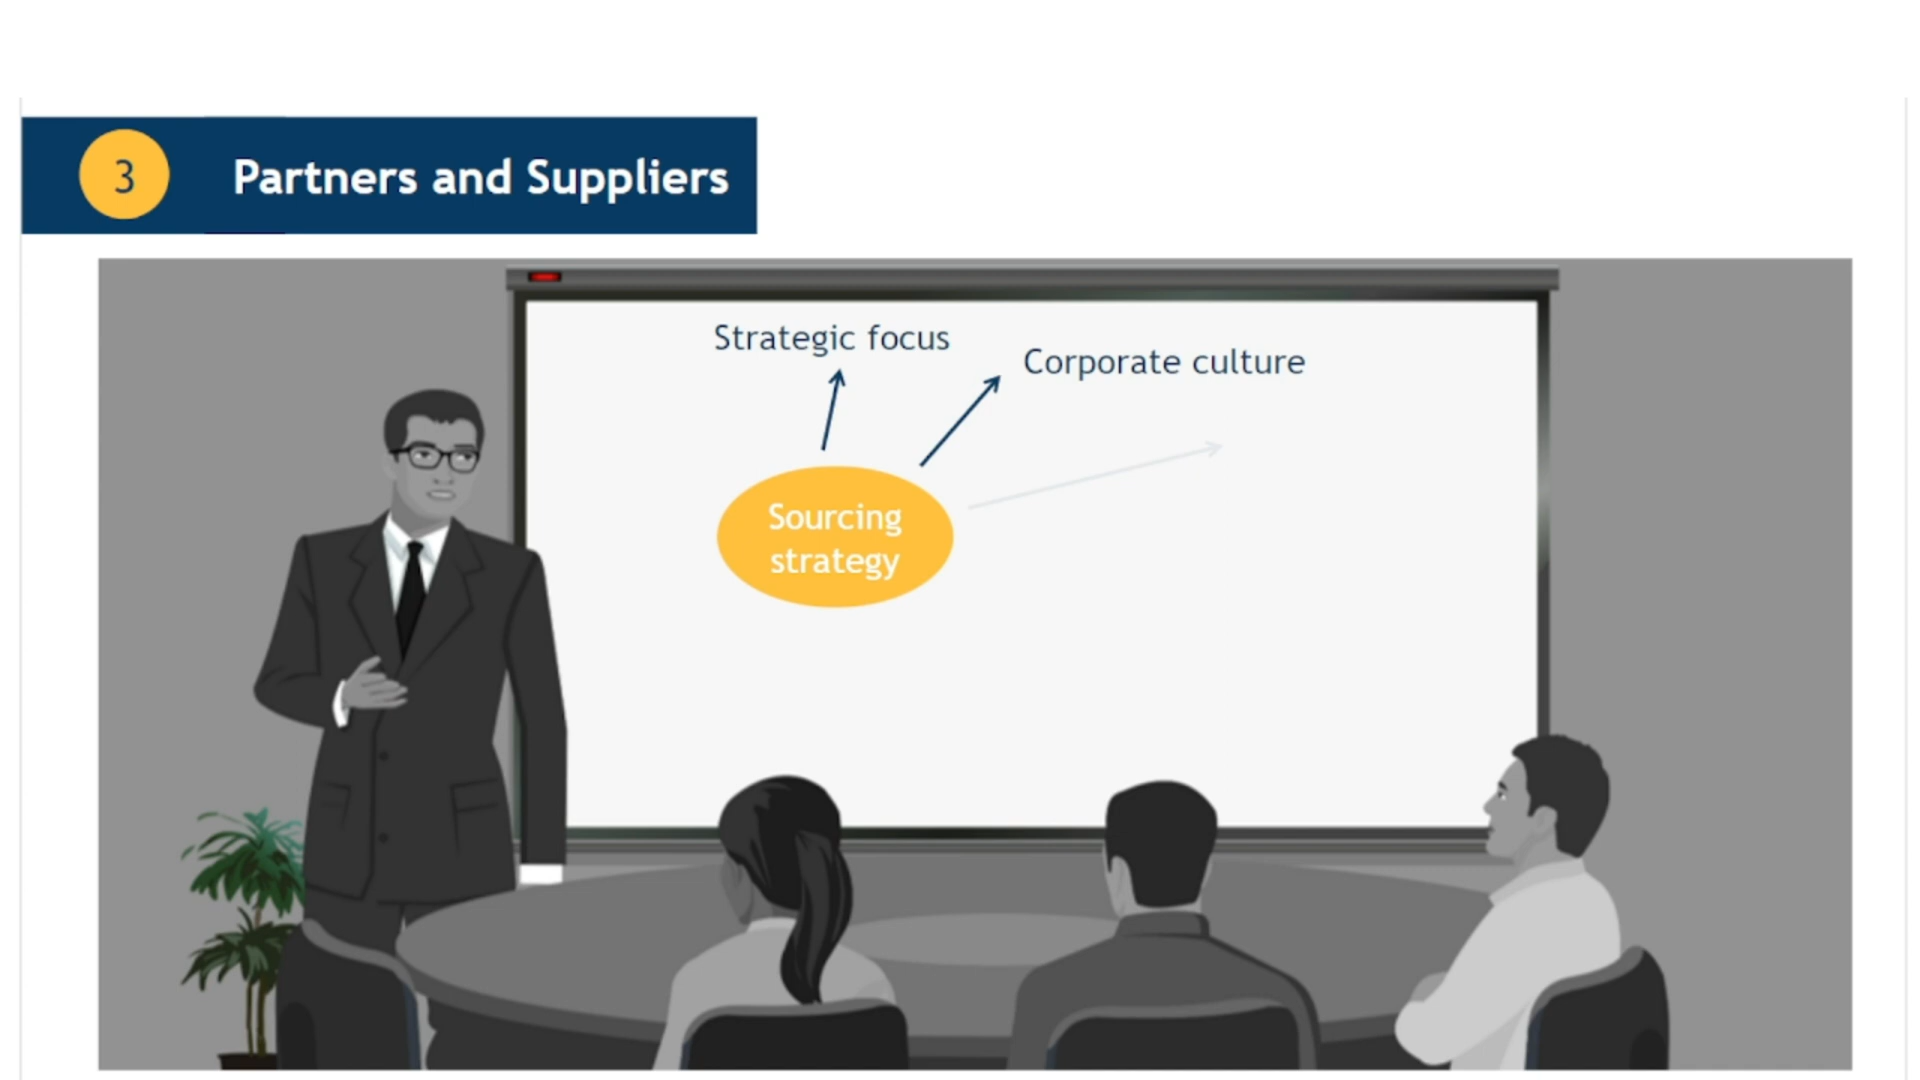 3
Partners and Suppliers
Strategic focus
Corporate culture
Sourcing
strategy